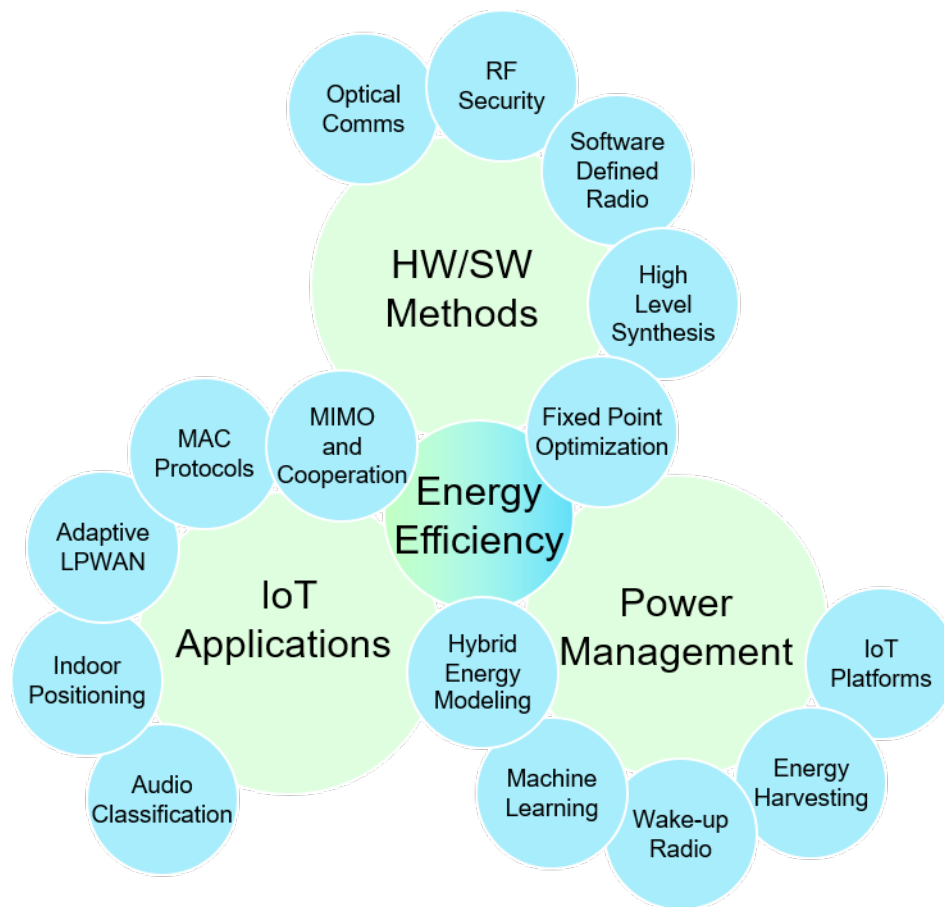 Optical
Comms
RF
Security
Software
Defined
Radio
HW/SW
Methods
High
Level
Synthesis
MAC
Protocols
MIMO
and
Cooperation
Fixed Point
Optimization
Energy
Efficiency
Adaptive
LPWAN
IoT
Applications
Power
Management
Indoor
Positioning
Hybrid
Energy
Modeling
IoT
Platforms
Audio
Classification
Machine
Learning
Wake-up
Radio
Energy
Harvesting